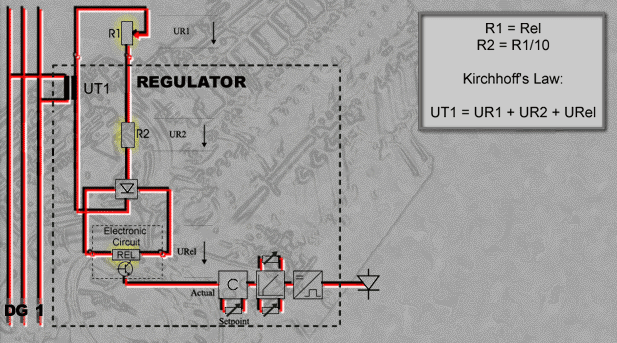 R1
UR1
R1 = Rel
R2 = R1/10
Kirchhoff's Law:
UT1 = UR1 + UR2 + URel
UT1
REGULATOR
R2
UR2
Electronic
Circuit
REL
URel
C
Actual
Setpoint
DG 1